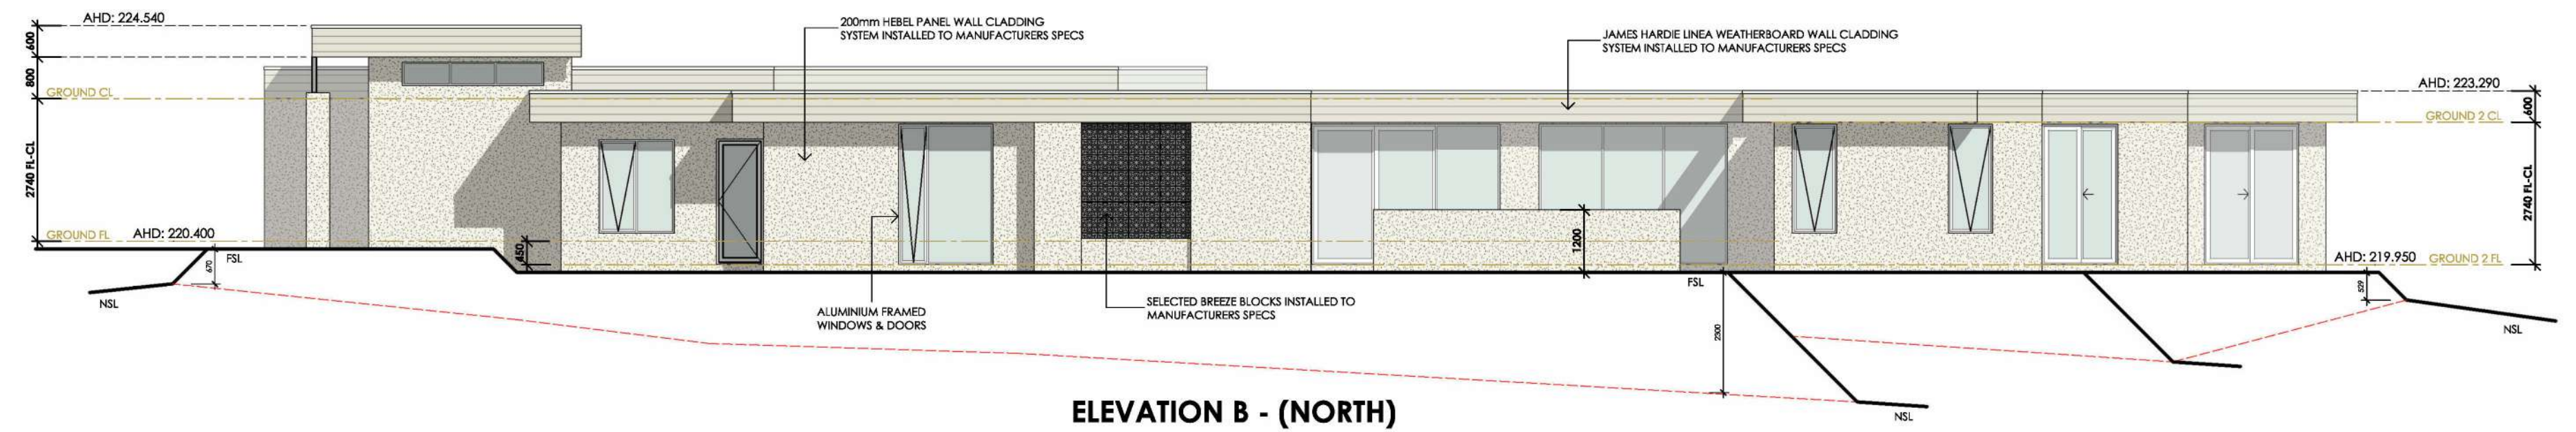 AHD: 224.540
200mm HEBEL PANEL WALL CLADDING
SYSTEM INSTALLED TO MANUFACTURERS SPECS
JAMES HARDIE LINEA WEATHERBOARD WALL CLADDING
SYSTEM INSTALLED TO MANUFACTURERS SPECS
600
800
GROUND CL
2740 FL-CL
GROUND FL
AHD: 220.400
AHD: 223.290
600
GROUND 2 CL
2740 FL-CL
AHD: 219.950
GROUND 2 FL
450
1200
FSL
670
NSL
FSL
529
NSL
ALUMINIUM FRAMED
WINDOWS & DOORS
SELECTED BREEZE BLOCKS INSTALLED TO
MANUFACTURERS SPECS
2300
NSL
ELEVATION B - (NORTH)